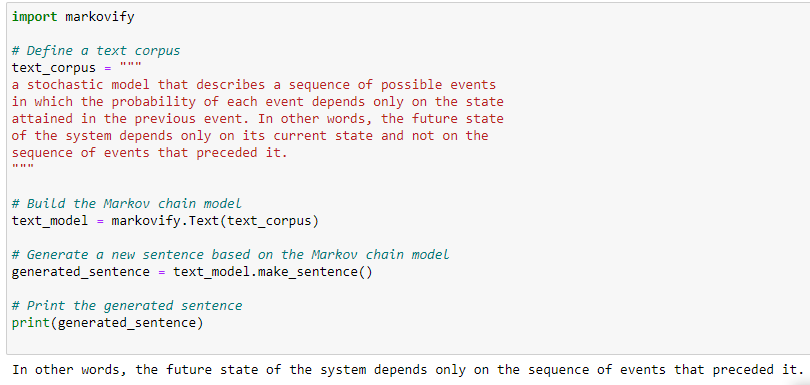 import markovify
# Define a text corpus
text_corpus = """
a stochastic model that describes a sequence of possible events
in which the probability of each event depends only on the state
attained in the previous event. In other words, the future state
of the system depends only on its current state and not on the
sequence of events that preceded it.
"""
# Build the Markov chain model
text_model = markovify.Text(text_corpus)
# Generate a new sentence based on the Markov chain model
generated_sentence = text_model.make_sentence()
# Print the generated sentence
print(generated_sentence)
In other words, the future state of the system depends only on the sequence of events that preceded it.